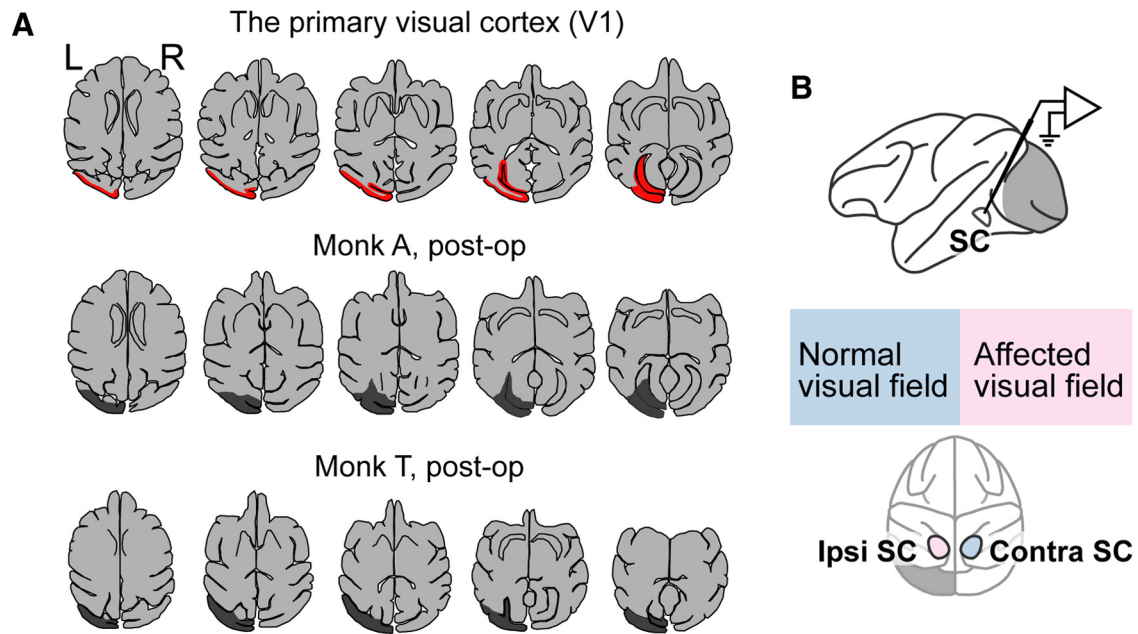 A
The primary visual cortex (V1)
L R
Monk A, post-op
Monk T, post-op
B
SC
Normal
visual field
Affected
visual field
Ipsi SC
Contra SC